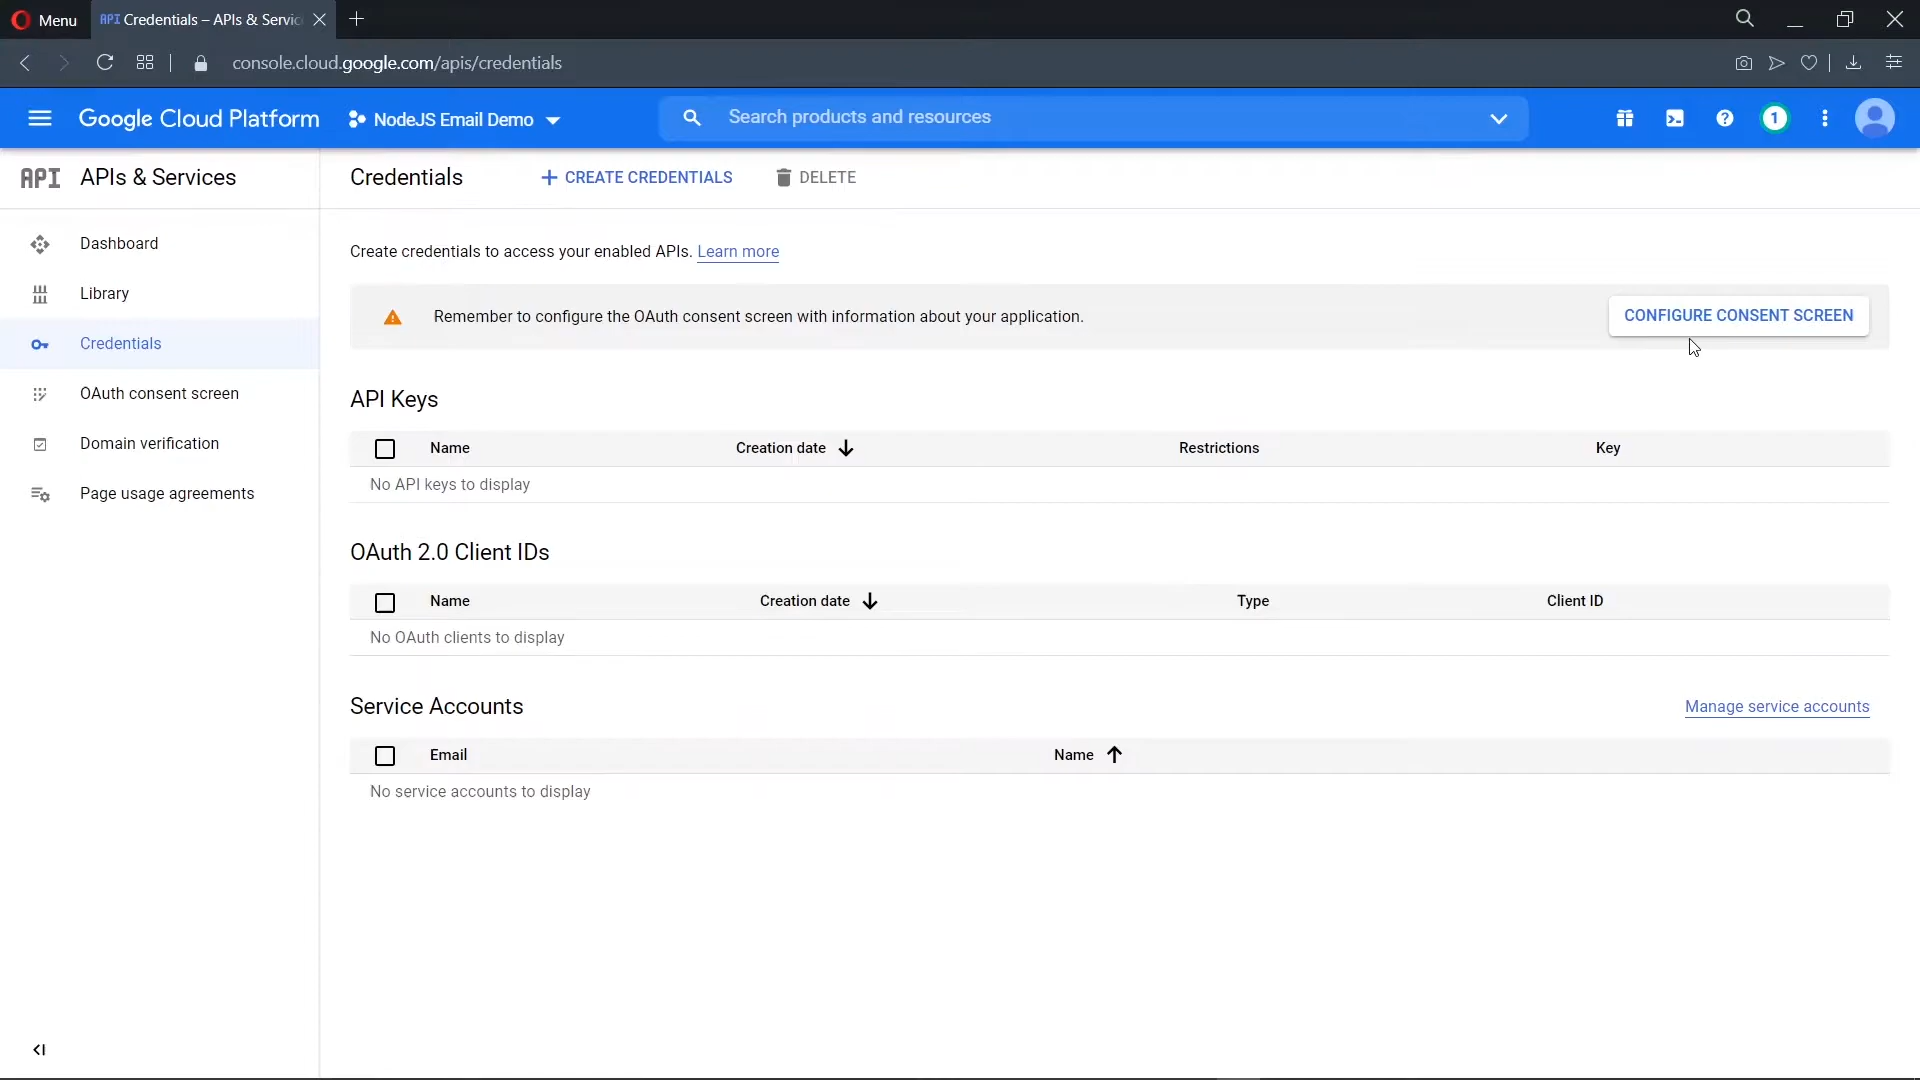 Menu
API Credentials – APIs & Servic
console.cloud.google.com/apis/credentials
Google Cloud Platform
NodeJS Email Demo
Search products and resources
1
API APIs & Services
Credentials
CREATE CREDENTIALS
DELETE
Dashboard
Library
Credentials
OAuth consent screen
Domain verification
Page usage agreements
Create credentials to access your enabled APIs. Learn more
Remember to configure the OAuth consent screen with information about your application.
CONFIGURE CONSENT SCREEN
API Keys
Name Creation date Restrictions Key
No API keys to display
OAuth 2.0 Client IDs
Name Creation date Type Client ID
No OAuth clients to display
Service Accounts
Manage service accounts
Email Name
No service accounts to display